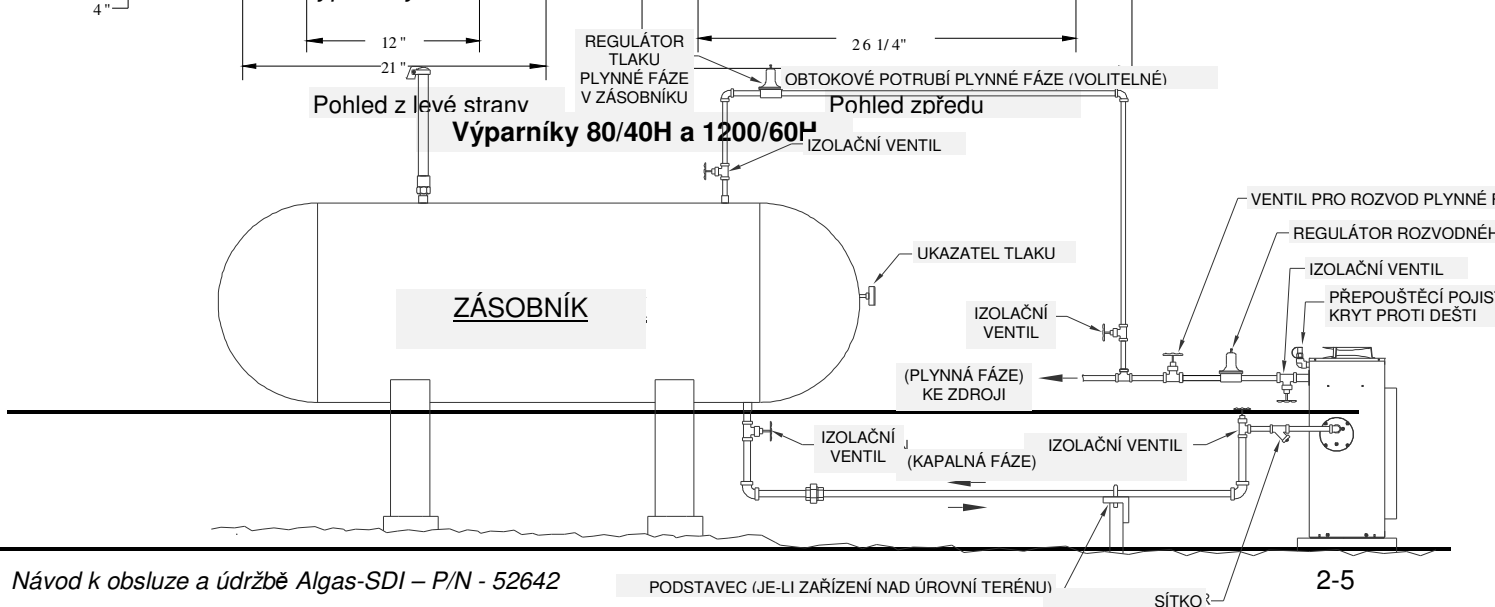 4"
12"
21"
26 1/4"
REGULÁTOR
TLAKU
PLYNNÉ FÁZE
V ZÁSOBNÍKU
OBTOKOVÉ POTRUBÍ PLYNNÉ FÁZE (VOLITELNÉ)
Pohled z levé strany
Pohled zpředu
Výparníky 80/40H a 1200/60H
IZOLAČNÍ VENTIL
VENTIL PRO ROZVOD PLYNNÉ
REGULÁTOR ROZVODNÉH
UKAZATEL TLAKU
IZOLAČNÍ VENTIL
PŘEPOUŠTĚCÍ POJIS
KRYT PROTI DEŠTI
ZÁSOBNÍK
IZOLAČNÍ
VENTIL
(PLYNNÁ FÁZE)
KE ZDROJI
IZOLAČNÍ
VENTIL
(KAPALNÁ FÁZE)
IZOLAČNÍ VENTIL
Návod k obsluze a údržbě Algas-SDI – P/N - 52642
PODSTAVEC (JE-LI ZAŘÍZENÍ NAD ÚROVNÍ TERÉNU)
2-5
SÍTKO